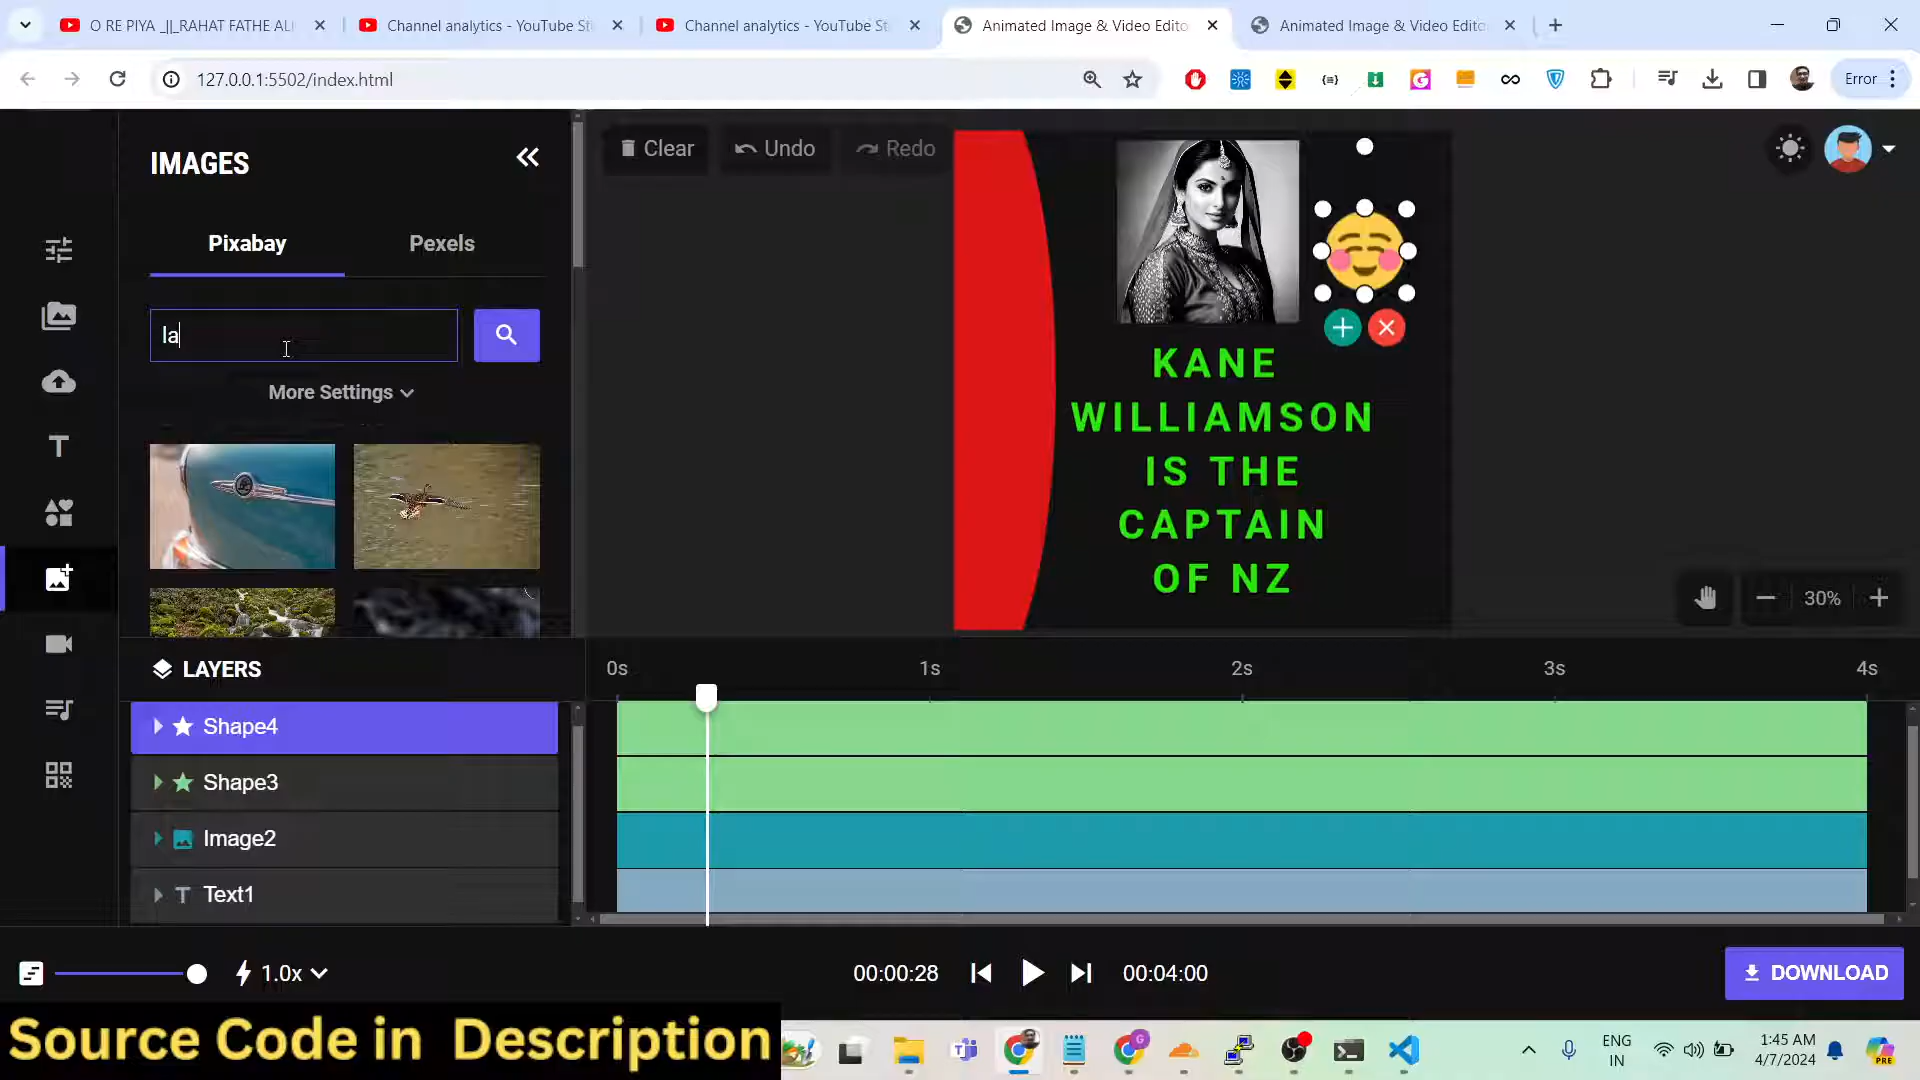 O RE PIYA _||_RAHAT FATHE ALI
Channel analytics - YouTube St
Channel analytics - YouTube St
Animated Image & Video Edito
Animated Image & Video Edito
127.0.0.1:5502/index.html
Error
IMAGES
Pixabay
Pexels
la
More Settings
Clear
Undo
Redo
KANE
WILLIAMSON
IS THE
CAPTAIN
OF NZ
30%
LAYERS
0s
1s
2s
3s
4s
Shape4
Shape3
Image2
Text1
1.0x
00:00:28
00:04:00
DOWNLOAD
Source Code in Description
ENG
IN
1:45 AM
4/7/2024
PRE